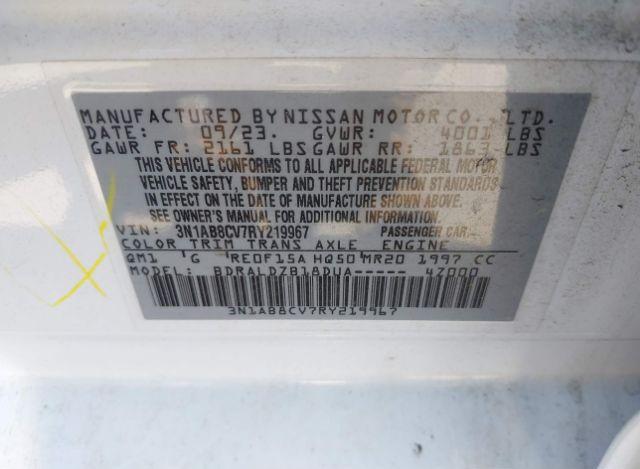 MANUFACTURED BY NISSAN MOTOR CO., LTD.
DATE: 09/23. GVWR: 4001 LBS
GAWR FR: 2161 LBS GAWR RR: 1863 LBS
THIS VEHICLE CONFORMS TO ALL APPLICABLE FEDERAL MOTOR
VEHICLE SAFETY, BUMPER AND THEFT PREVENTION STANDARDS
IN EFFECT ON THE DATE OF MANUFACTURE SHOWN ABOVE.
SEE OWNER'S MANUAL FOR ADDITIONAL INFORMATION.
VIN: 3N1AB8CV7RY219967 PASSENGER CAR
COLOR TRIM TRANS AXLE ENGINE
QM1 G RE0F15A HQ50 MR20 1997 CC
MODEL: BDRALDZB18DUA----- 4Z000
3N1AB8CV7RY219967